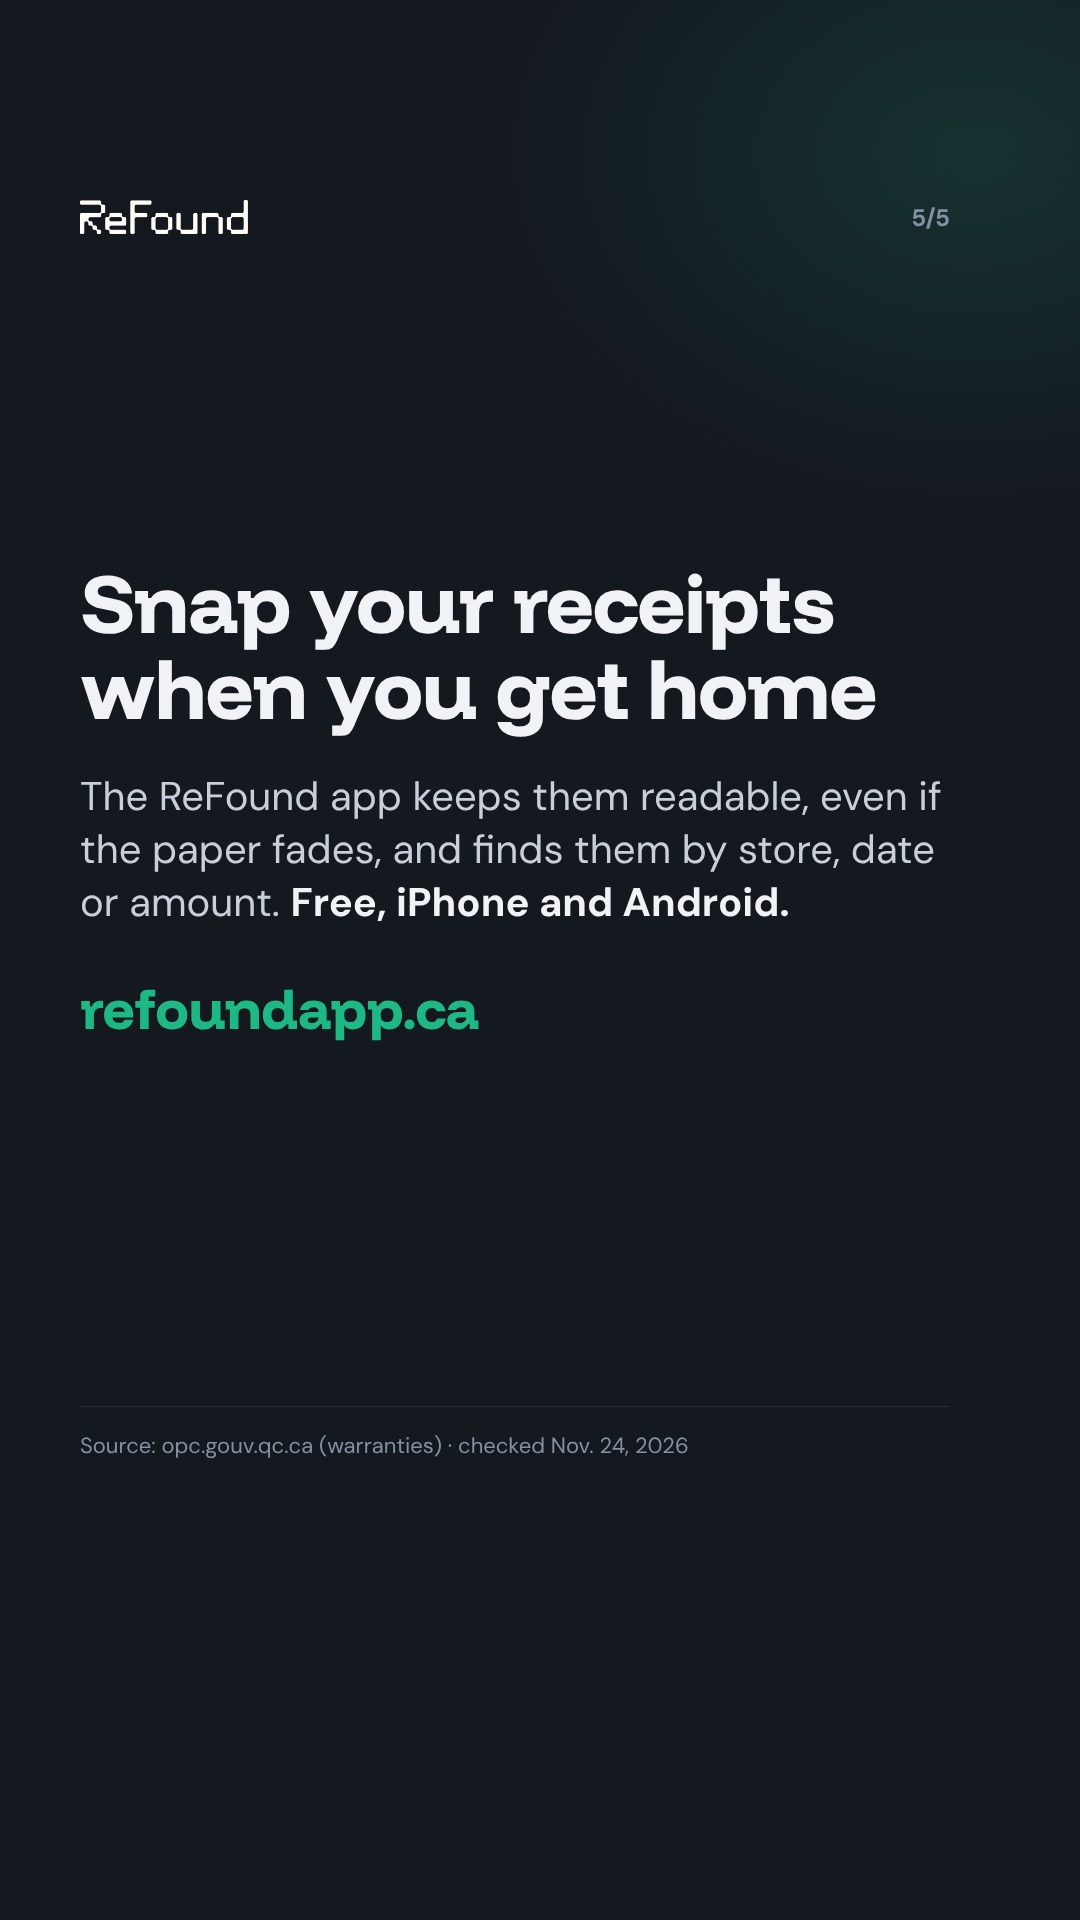 ReFound
5/5
Snap your receipts
when you get home
The ReFound app keeps them readable, even if
the paper fades, and finds them by store, date
or amount. Free, iPhone and Android.
refoundapp.ca
Source: opc.gouv.qc.ca (warranties) · checked Nov. 24, 2026